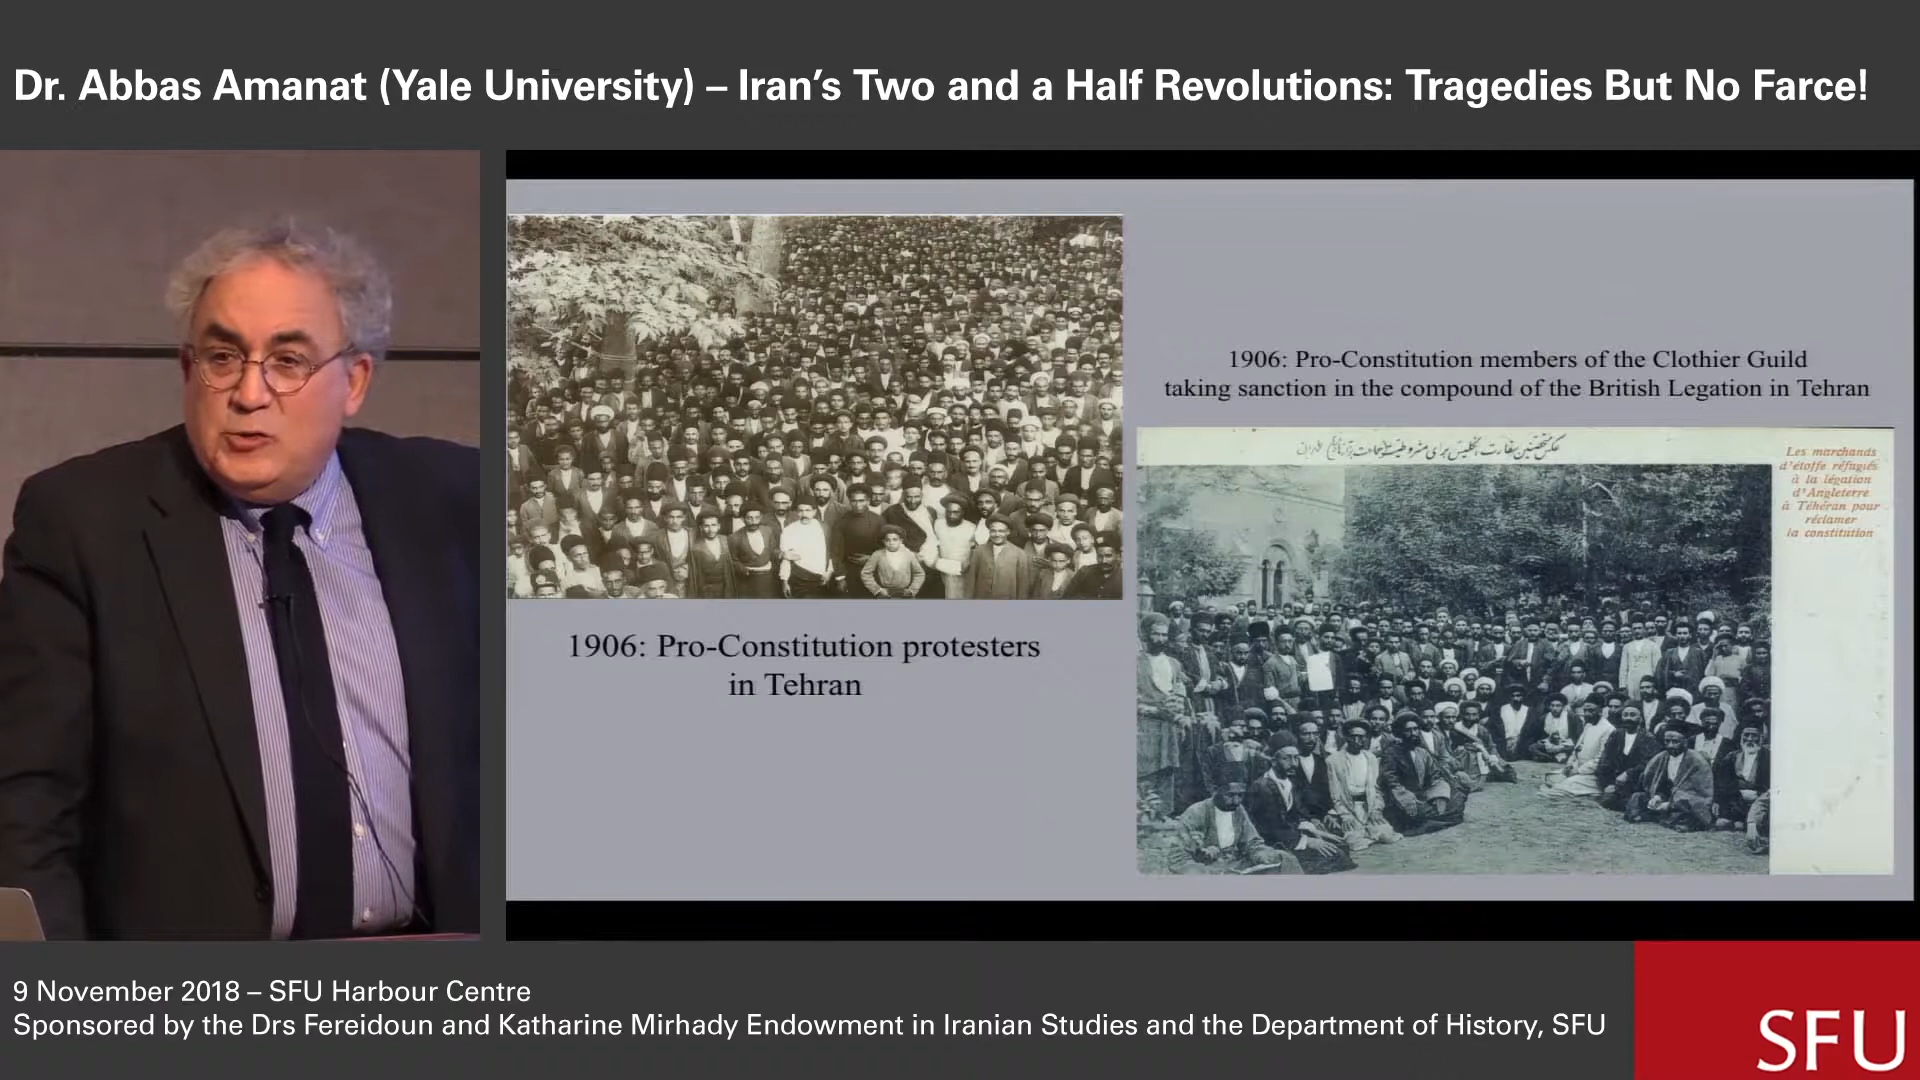 Dr. Abbas Amanat (Yale University) – Iran’s Two and a Half Revolutions: Tragedies But No Farce!
1906: Pro-Constitution protesters
in Tehran
1906: Pro-Constitution members of the Clothier Guild
taking sanction in the compound of the British Legation in Tehran
Les marchands
d'étoffe réfugiés
à la légation
d'Angleterre
à Téhéran pour
réclamer
la constitution
9 November 2018 – SFU Harbour Centre
Sponsored by the Drs Fereidoun and Katharine Mirhady Endowment in Iranian Studies and the Department of History, SFU
SFU